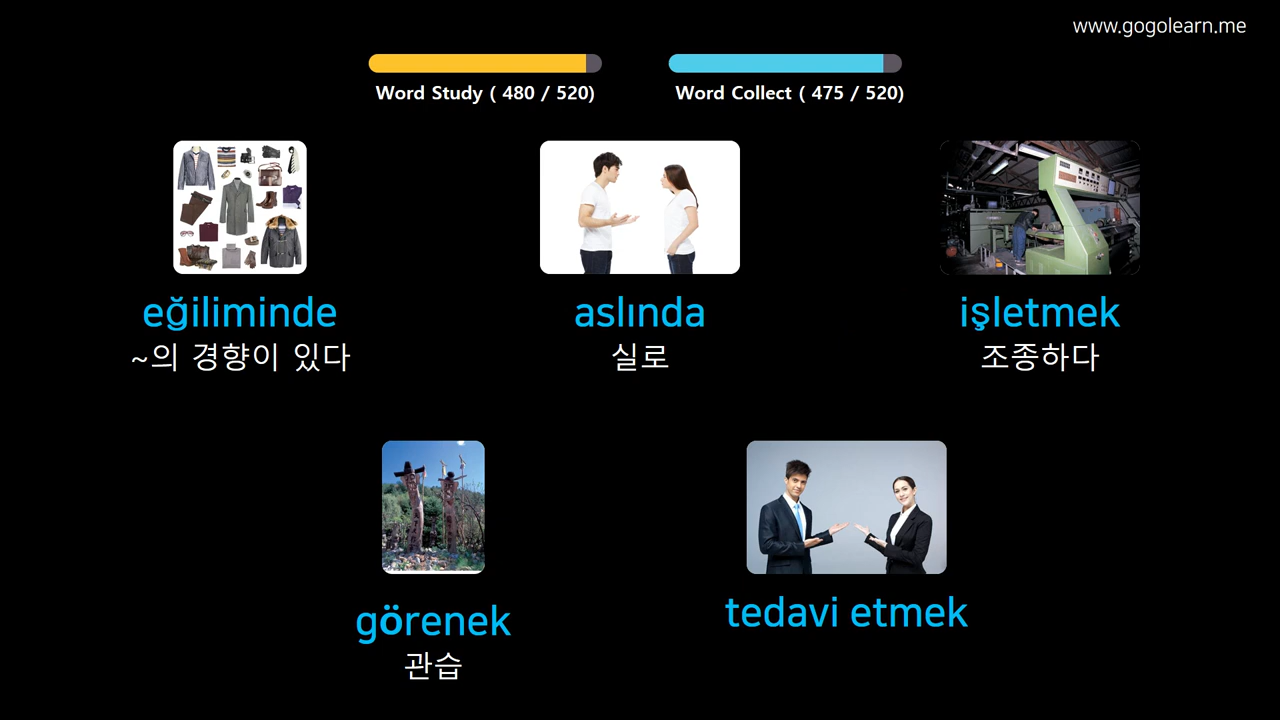 www.gogolearn.me
Word Study ( 480 / 520)
Word Collect ( 475 / 520)
eğiliminde
~의 경향이 있다
aslında
실로
işletmek
조종하다
görenek
관습
tedavi etmek